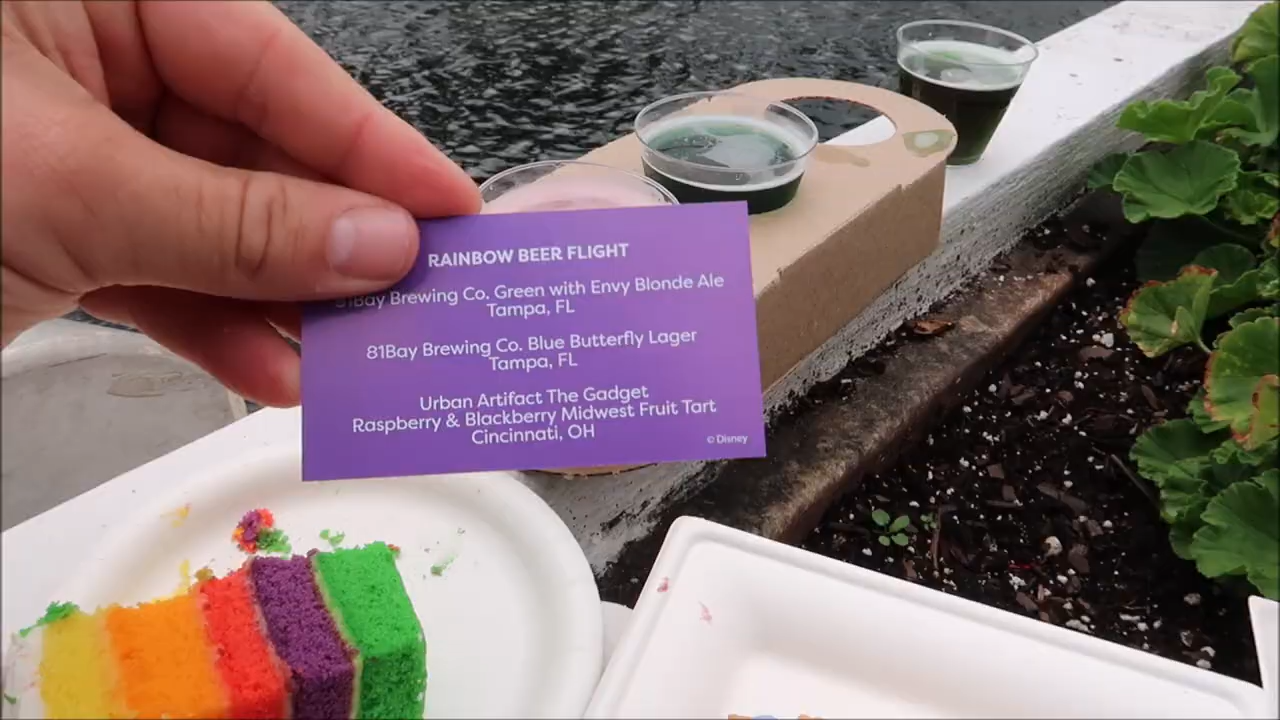 RAINBOW BEER FLIGHT
81Bay Brewing Co. Green with Envy Blonde Ale
Tampa, FL
81Bay Brewing Co. Blue Butterfly Lager
Tampa, FL
Urban Artifact The Gadget
Raspberry & Blackberry Midwest Fruit Tart
Cincinnati, OH
© Disney